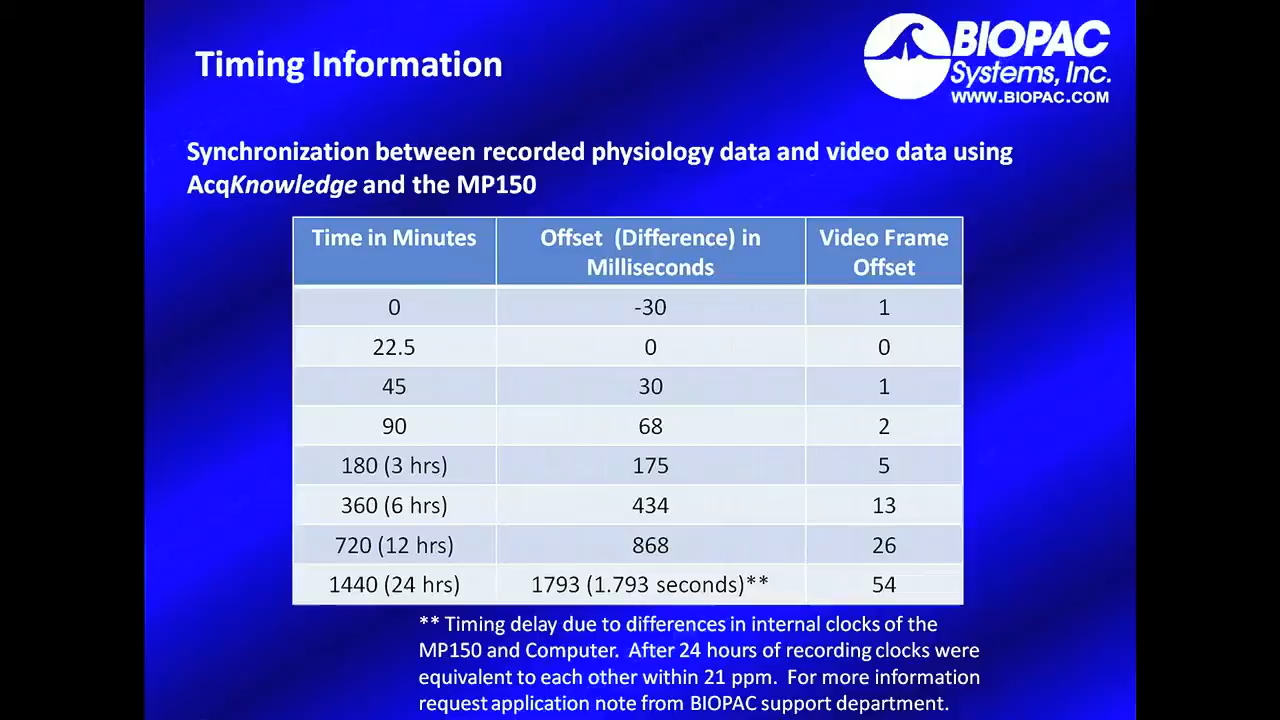 Timing Information
BIOPAC
Systems, Inc.
WWW.BIOPAC.COM
Synchronization between recorded physiology data and video data using
AcqKnowledge and the MP150
Time in Minutes Offset (Difference) in Milliseconds Video Frame Offset
0 -30 1
22.5 0 0
45 30 1
90 68 2
180 (3 hrs) 175 5
360 (6 hrs) 434 13
720 (12 hrs) 868 26
1440 (24 hrs) 1793 (1.793 seconds)** 54
** Timing delay due to differences in internal clocks of the
MP150 and Computer. After 24 hours of recording clocks were
equivalent to each other within 21 ppm. For more information
request application note from BIOPAC support department.